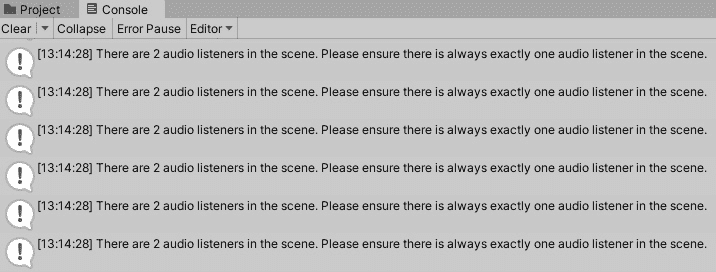 Project Console
Clear Collapse Error Pause Editor
[13:14:28] There are 2 audio listeners in the scene. Please ensure there is always exactly one audio listener in the scene.
[13:14:28] There are 2 audio listeners in the scene. Please ensure there is always exactly one audio listener in the scene.
[13:14:28] There are 2 audio listeners in the scene. Please ensure there is always exactly one audio listener in the scene.
[13:14:28] There are 2 audio listeners in the scene. Please ensure there is always exactly one audio listener in the scene.
[13:14:28] There are 2 audio listeners in the scene. Please ensure there is always exactly one audio listener in the scene.
[13:14:28] There are 2 audio listeners in the scene. Please ensure there is always exactly one audio listener in the scene.